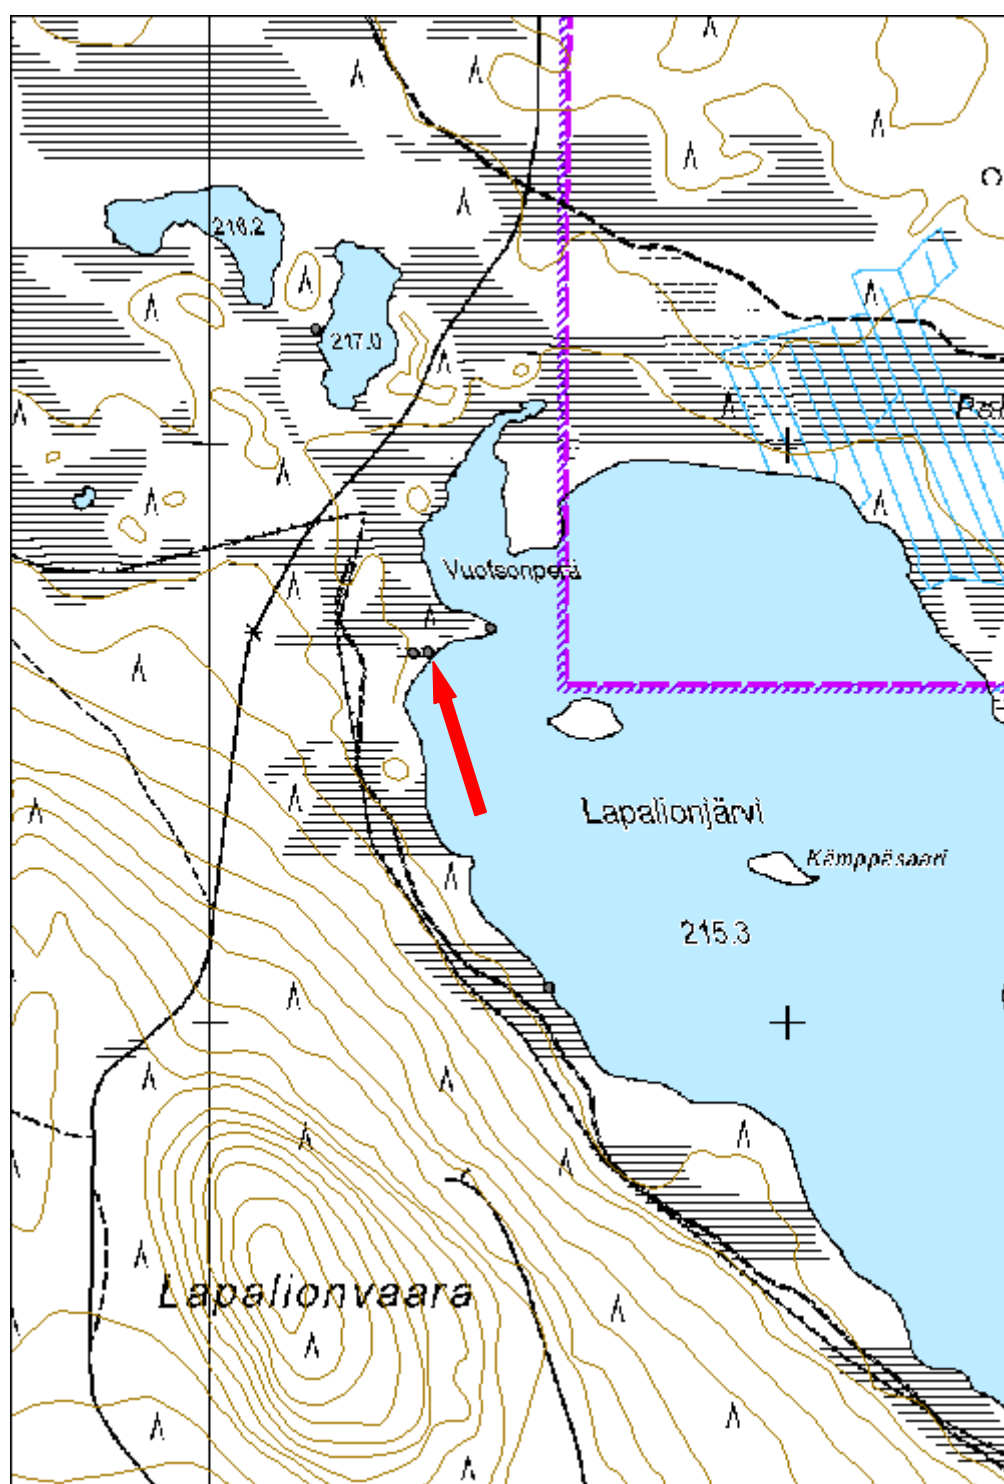 216.2
217.0
Vuotsonperä
Lapalionjärvi
Kämppäsaari
215.3
Lapalionvaara